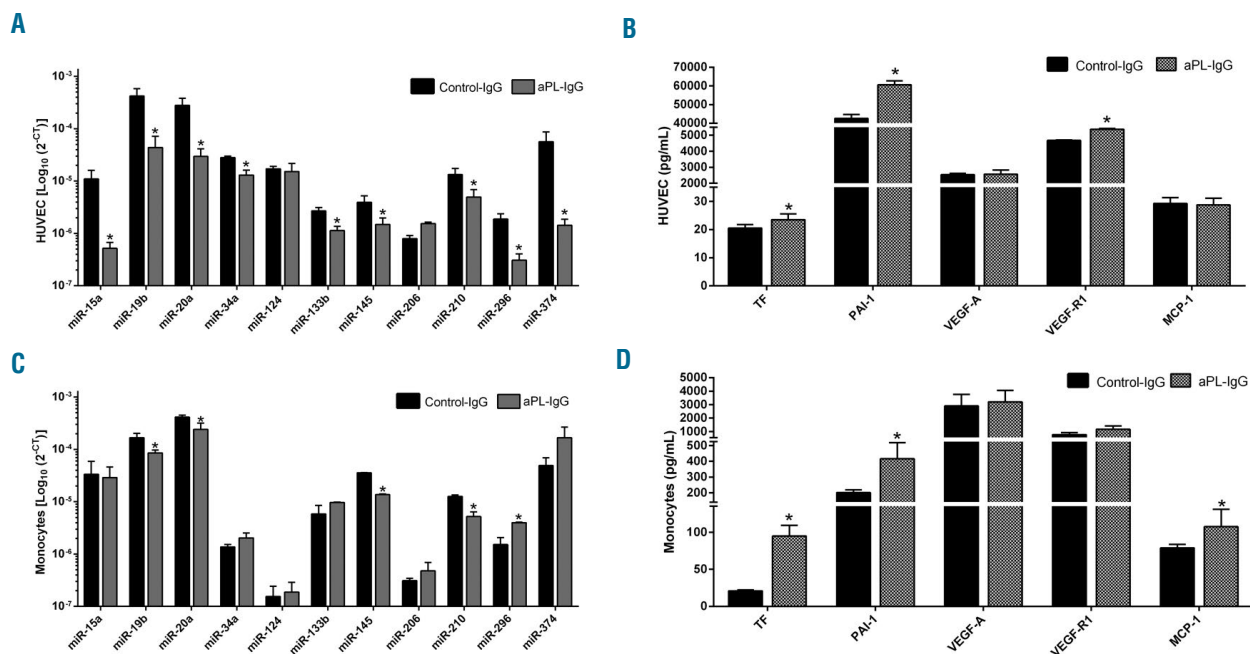 A
HUVEC [Log10 (2-CT)]
10-3
10-4
10-5
10-6
10-7
Control-IgG
aPL-IgG
*
*
*
*
*
*
*
*
*
miR-15a
miR-19b
miR-20a
miR-34a
miR-124
miR-133b
miR-145
miR-206
miR-210
miR-296
miR-374
B
HUVEC (pg/mL)
70000
60000
50000
40000
5000
4000
3000
2000
30
20
10
0
Control-IgG
aPL-IgG
*
*
*
TF
PAI-1
VEGF-A
VEGF-R1
MCP-1
C
Monocytes [Log10 (2-CT)]
10-3
10-4
10-5
10-6
10-7
Control-IgG
aPL-IgG
*
*
*
*
*
miR-15a
miR-19b
miR-20a
miR-34a
miR-124
miR-133b
miR-145
miR-206
miR-210
miR-296
miR-374
D
Monocytes (pg/mL)
5000
4000
3000
2000
1000
500
400
300
200
100
50
0
Control-IgG
aPL-IgG
*
*
*
TF
PAI-1
VEGF-A
VEGF-R1
MCP-1